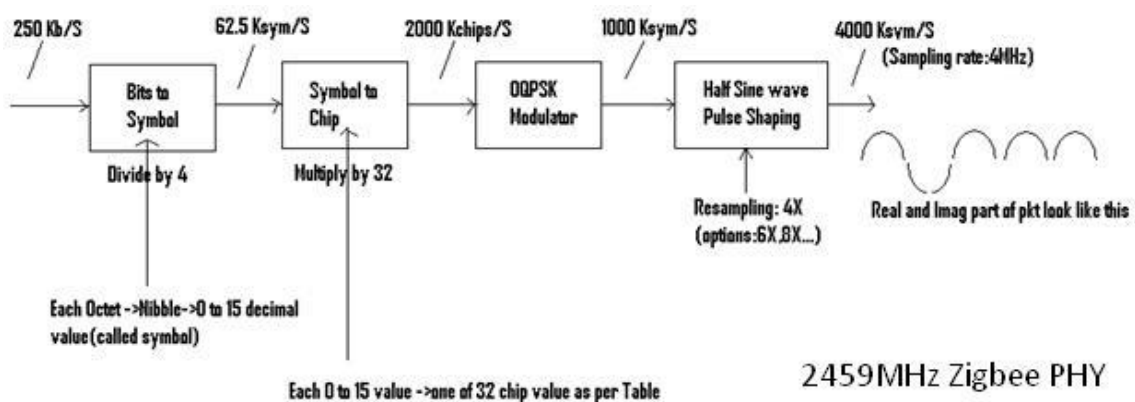 250 Kb/S
62.5 Ksym/S
2000 Kchips/S
1000 Ksym/S
4000 Ksym/S
(Sampling rate:4MHz)
Bits to
Symbol
Symbol to
Chip
OQPSK
Modulator
Half Sine wave
Pulse Shaping
Divide by 4
Multiply by 32
Resampling: 4X
(options:6X,8X...)
Real and Imag part of pkt look like this
Each Octet ->Nibble->0 to 15 decimal
value(called symbol)
Each 0 to 15 value ->one of 32 chip value as per Table
2459MHz Zigbee PHY